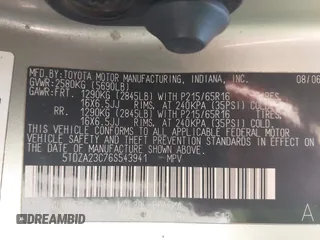 MFD. BY: TOYOTA MOTOR MANUFACTURING, INDIANA, INC. 08/06
GVWR: 2580KG (5690LB)
GAWR: FRT. 1290KG (2845LB) WITH P215/65R16 TIRES,
16X6.5JJ RIMS, AT 240KPA (35PSI) COLD
RR. 1290KG (2845LB) WITH P215/65R16 TIRES,
16X6.5JJ RIMS, AT 240KPA (35PSI) COLD.
THIS VEHICLE CONFORMS TO ALL APPLICABLE FEDERAL MOTOR
VEHICLE SAFETY AND THEFT PREVENTION STANDARDS IN EFFECT
ON THE DATE OF MANUFACTURE SHOWN ABOVE.
5TDZA23C76S543941 MPV
A
DREAMBID